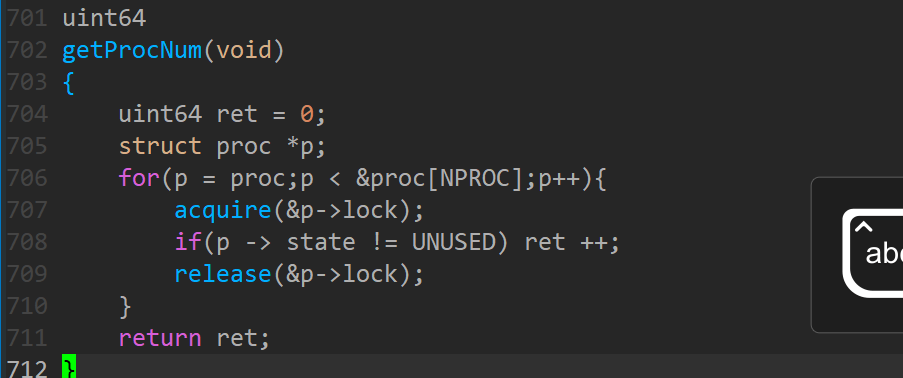 701 uint64
702 getProcNum(void)
703 {
704     uint64 ret = 0;
705     struct proc *p;
706     for(p = proc;p < &proc[NPROC];p++){
707         acquire(&p->lock);
708         if(p -> state != UNUSED) ret ++;
709         release(&p->lock);
710     }
711     return ret;
712 }